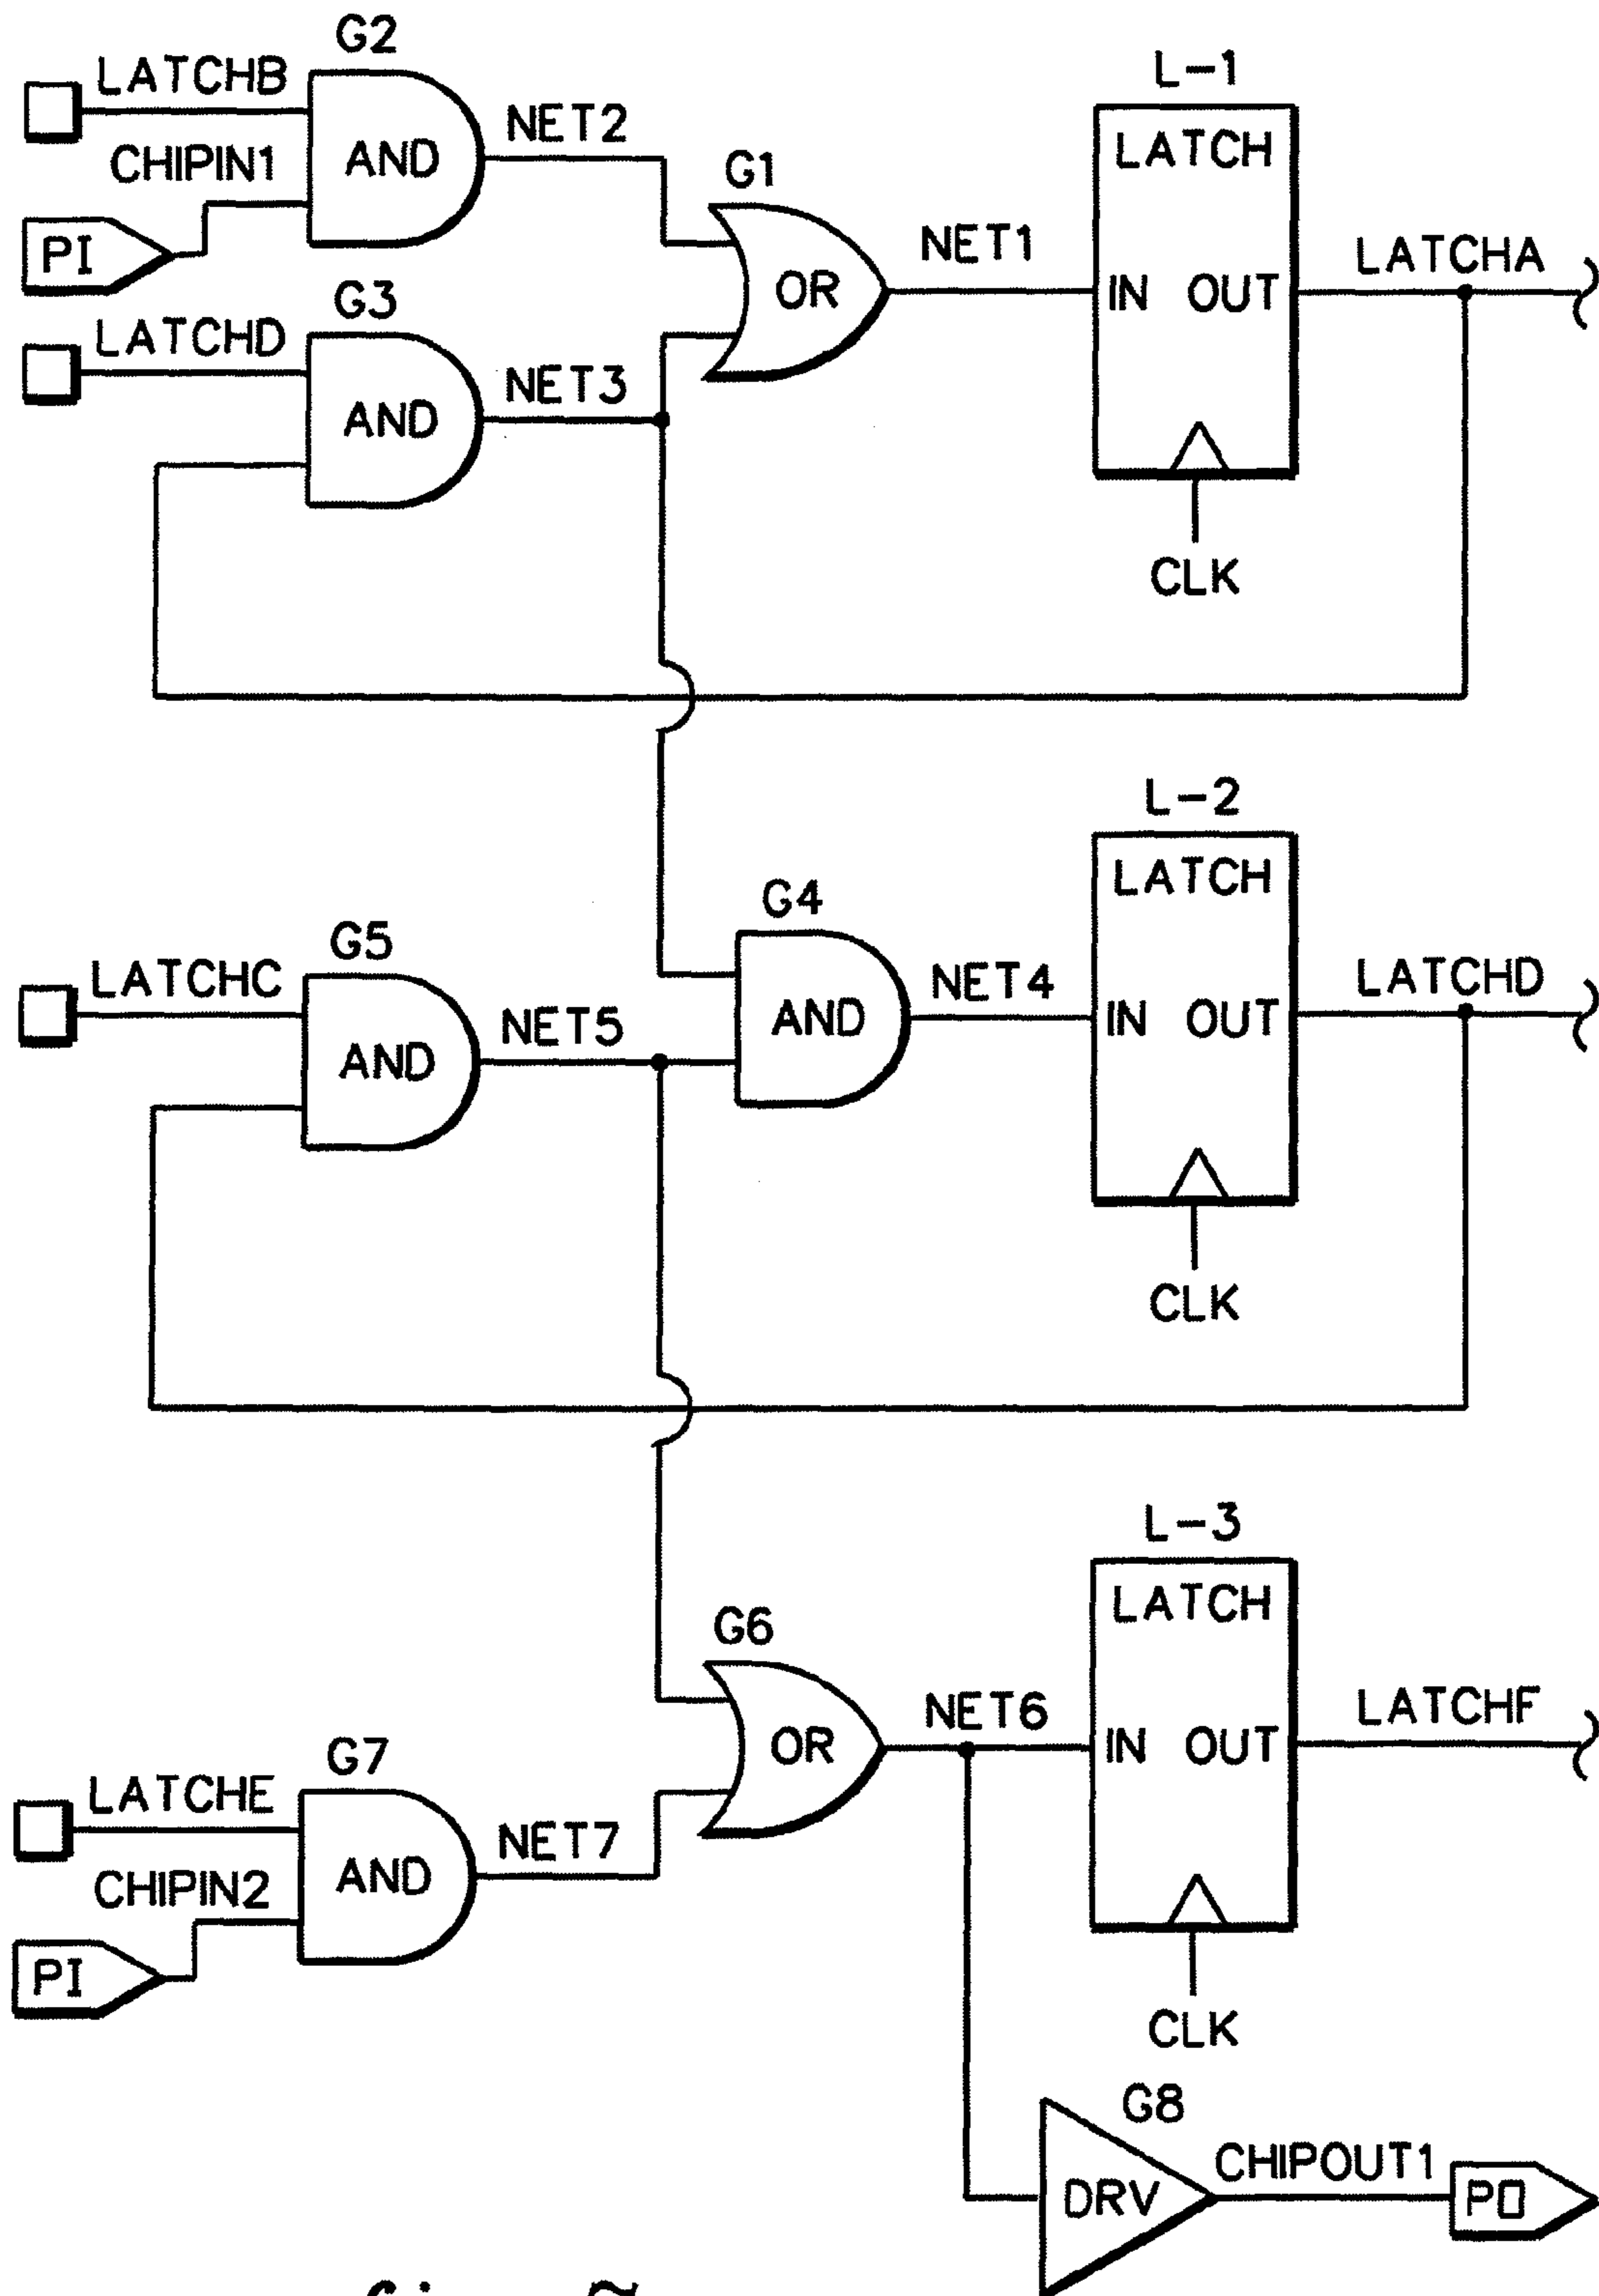 G2
LATCHB
AND
NET2
CHIPIN1
PI
G1
OR
NET1
L-1
LATCH
IN OUT
LATCHA
CLK
G3
LATCHD
AND
NET3
L-2
LATCH
IN OUT
LATCHD
CLK
G4
AND
NET4
G5
LATCHC
AND
NET5
L-3
LATCH
IN OUT
LATCHF
CLK
G6
OR
NET6
G7
LATCHE
AND
NET7
CHIPIN2
PI
G8
DRV
CHIPOUT1
PO